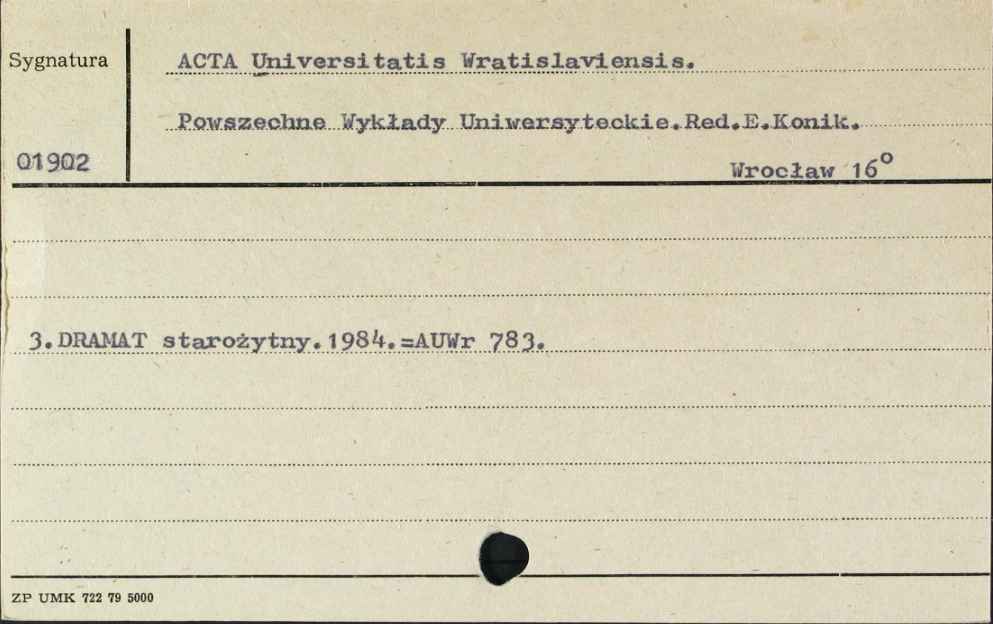 Sygnatura
ACTA Universitatis Wratislaviensis.
Powszechne Wykłady Uniwersyteckie.Red.E.Konik.
01902
Wrocław 16°
3.DRAMAT starożytny.1984.=AUWr 783.
ZP UMK 722 79 5000